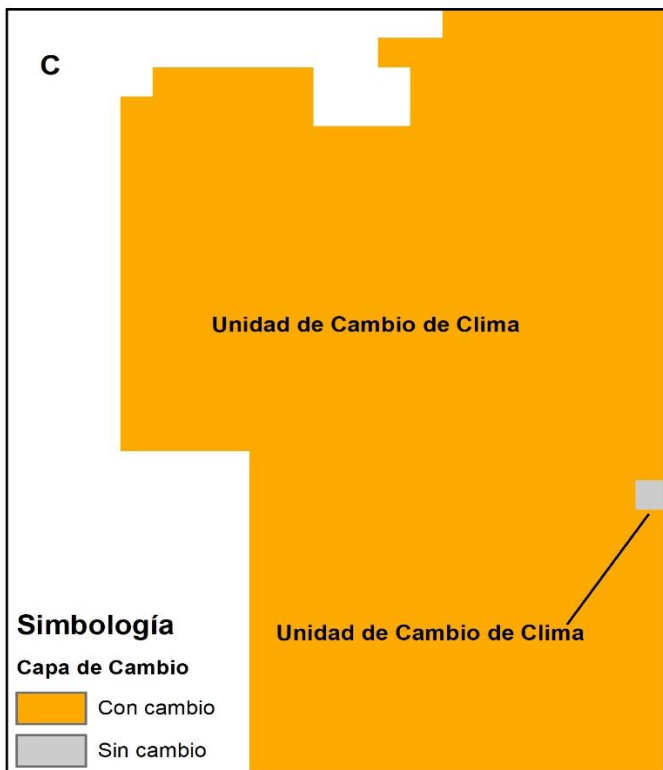 C
Unidad de Cambio de Clima
Unidad de Cambio de Clima
Simbología
Capa de Cambio
Con cambio
Sin cambio